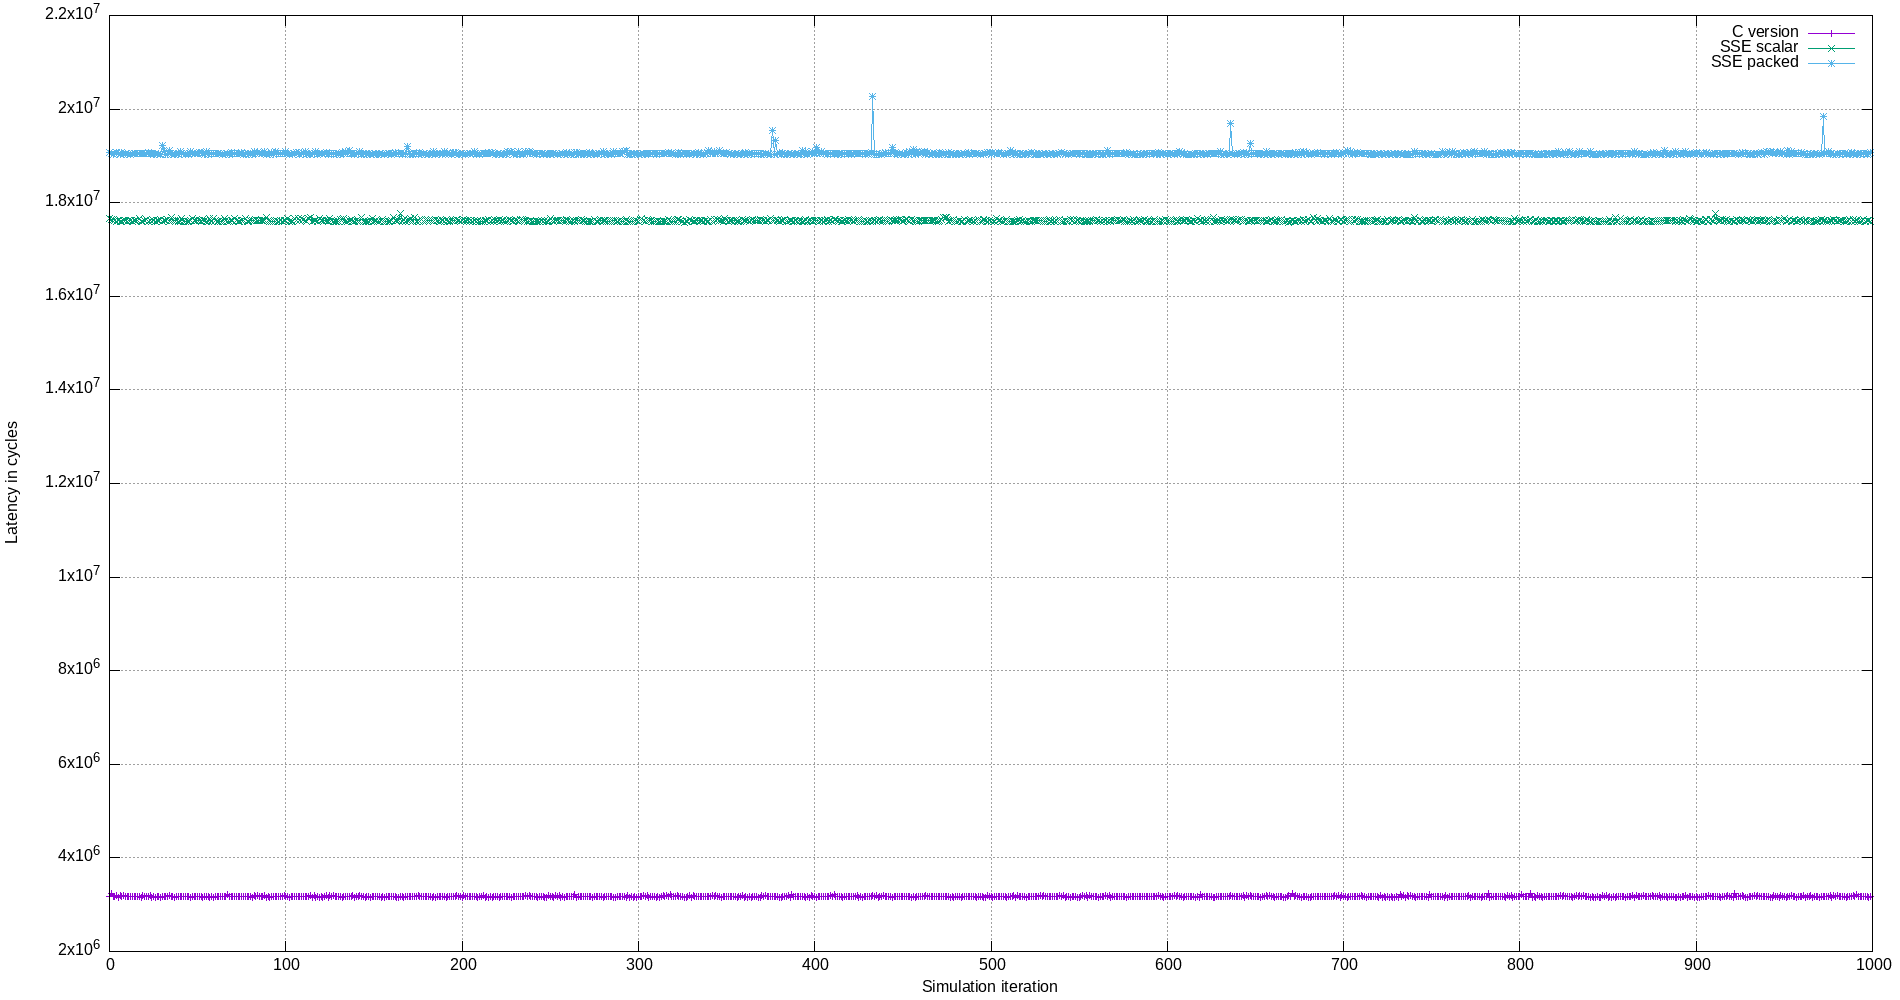 2.2x10^7
2x10^7
1.8x10^7
1.6x10^7
1.4x10^7
1.2x10^7
1x10^7
8x10^6
6x10^6
4x10^6
2x10^6
Latency in cycles
C version
SSE scalar
SSE packed
0 100 200 300 400 500 600 700 800 900 1000
Simulation iteration